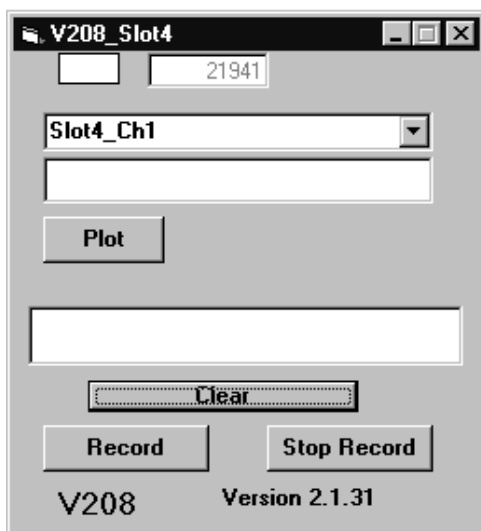 V208_Slot4
21941
Slot4_Ch1
Plot
Clear
Record Stop Record
V208 Version 2.1.31